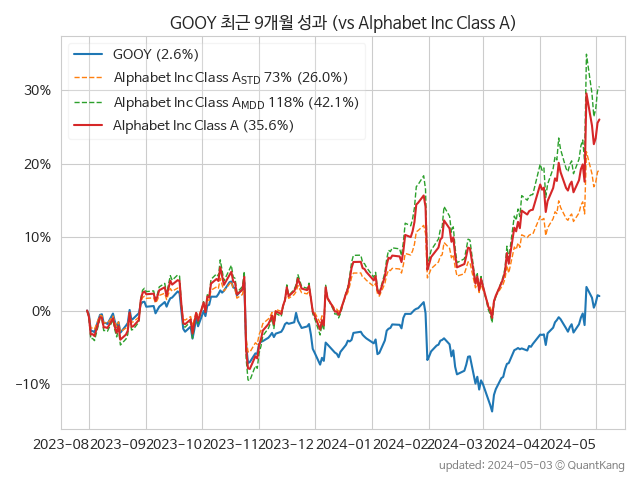 GOOY 최근 9개월 성과 (vs Alphabet Inc Class A)
GOOY (2.6%)
Alphabet Inc Class A STD 73% (26.0%)
Alphabet Inc Class A MDD 118% (42.1%)
Alphabet Inc Class A (35.6%)
30%
20%
10%
0%
−10%
2023-08 2023-09 2023-10 2023-11 2023-12 2024-01 2024-02 2024-03 2024-04 2024-05
updated: 2024-05-03 © QuantKang